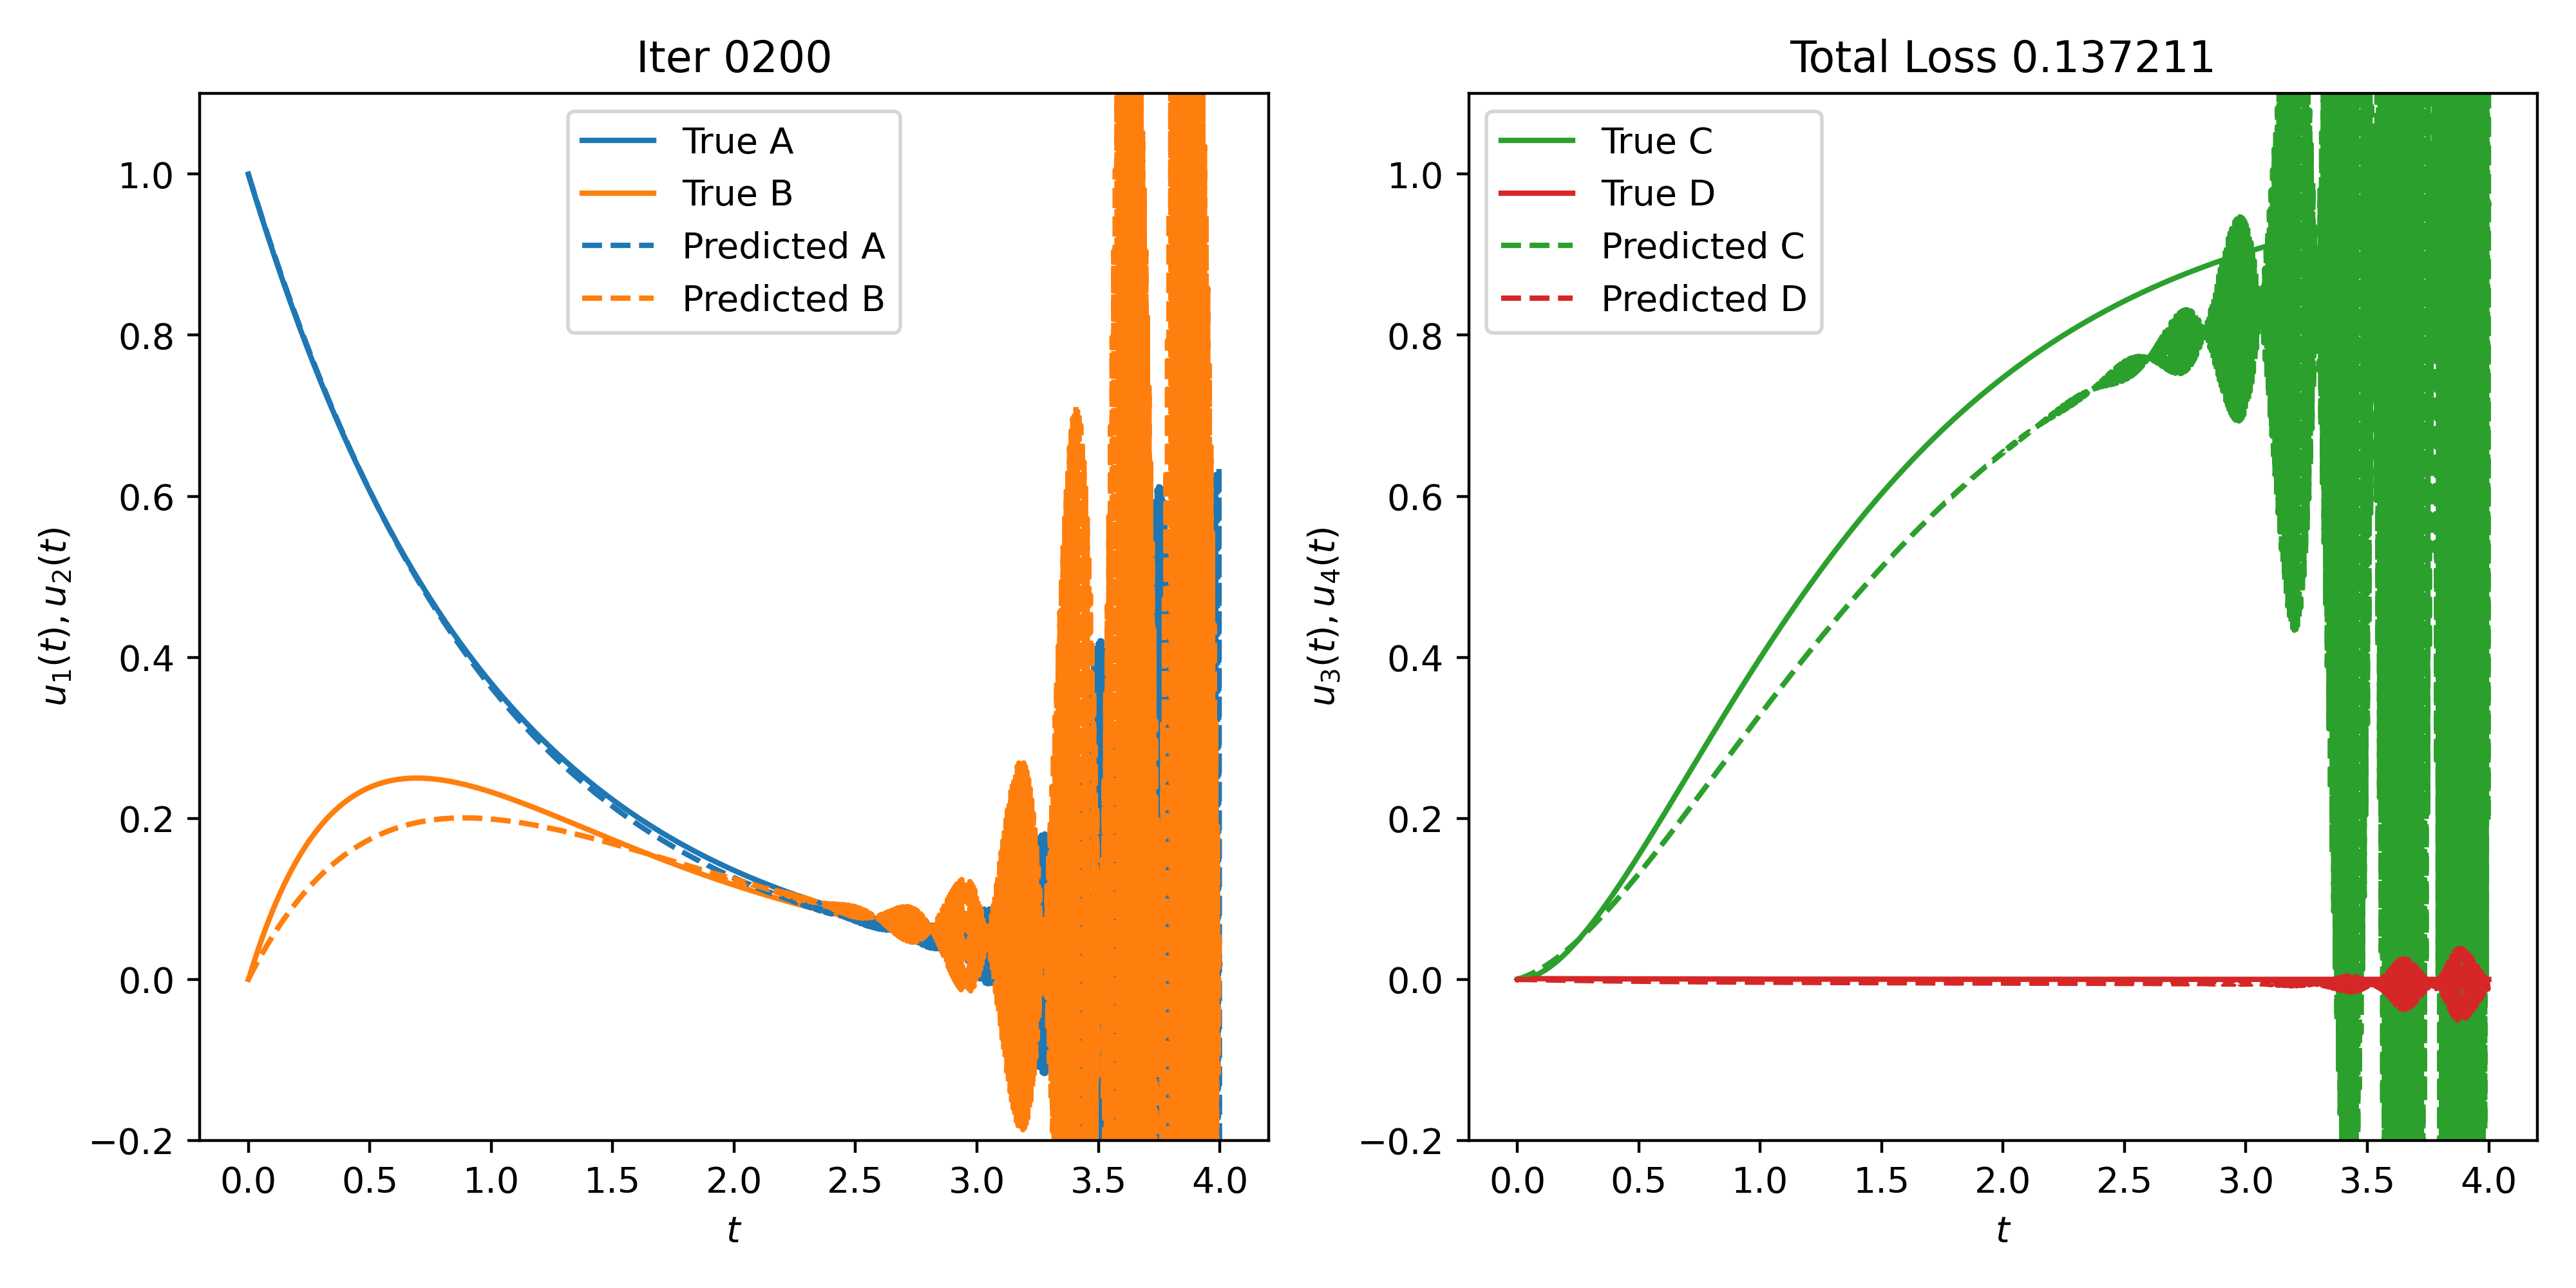 Iter 0200
True A
True B
Predicted A
Predicted B
1.0
0.8
0.6
0.4
0.2
0.0
−0.2
u₁(t), u₂(t)
0.0 0.5 1.0 1.5 2.0 2.5 3.0 3.5 4.0
t
Total Loss 0.137211
True C
True D
Predicted C
Predicted D
1.0
0.8
0.6
0.4
0.2
0.0
−0.2
u₃(t), u₄(t)
0.0 0.5 1.0 1.5 2.0 2.5 3.0 3.5 4.0
t